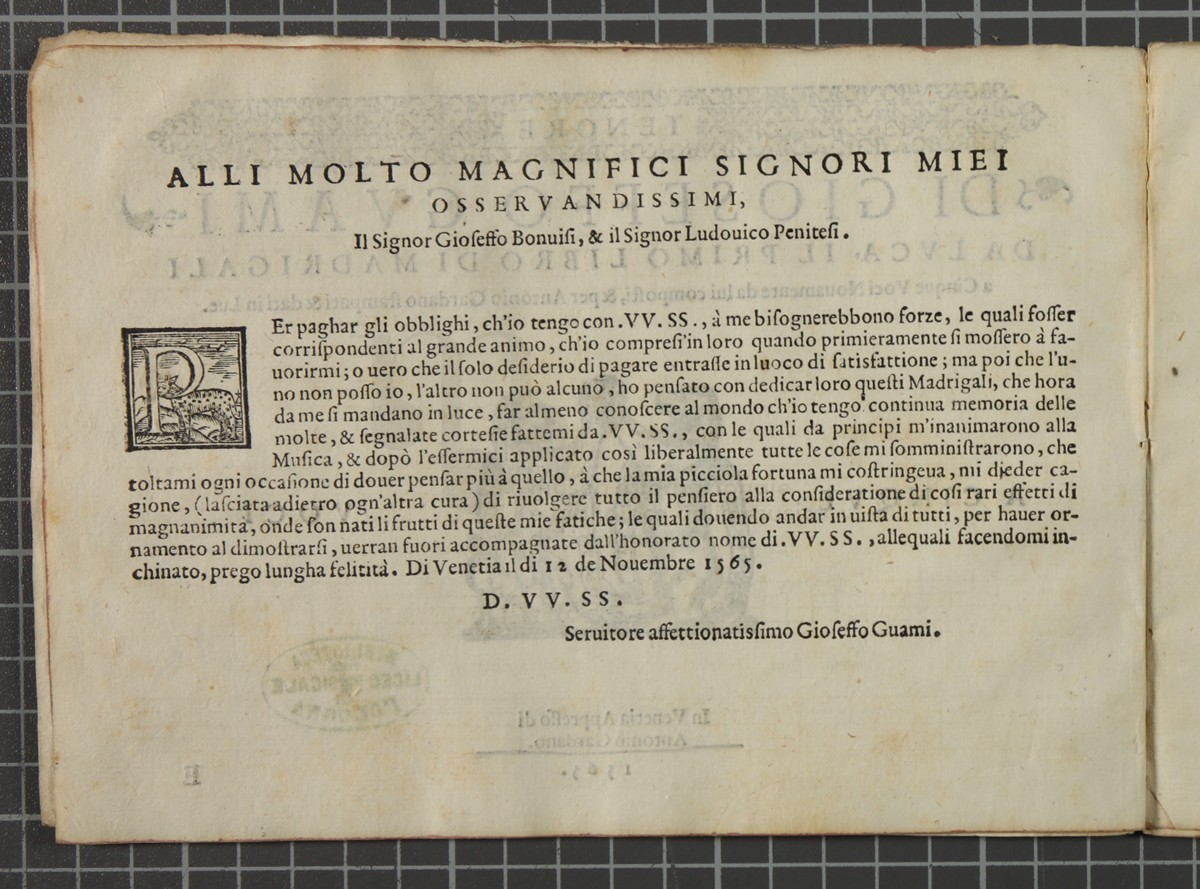 ALLI MOLTO MAGNIFICI SIGNORI MIEI
OSSERVANDISSIMI,
Il Signor Gioſeffo Bonuiſi, & il Signor Ludouico Peniteſi.
PEr paghar gli obblighi, ch'io tengo con .VV. SS., à me biſognerebbono forze, le quali foſſer
corriſpondenti al grande animo, ch'io compreſi'in loro quando primieramente ſi moſſero à fa-
uorirmi; o uero che il ſolo deſiderio di pagare entraſſe in luoco di ſatisfattione; ma poi che l'u-
no non poſſo io, l'altro non può alcuno, ho penſato con dedicar loro queſti Madrigali, che hora
da me ſi mandano in luce, far almeno conoſcere al mondo ch'io tengo continua memoria delle
molte, & ſegnalate corteſie fattemi da .VV. SS., con le quali da principi m'inanimarono alla
Muſica, & dopò l'eſſermici applicato così liberalmente tutte le coſe mi ſomminiſtrarono, che
toltami ogni occaſione di douer penſar più à quello, à che la mia picciola fortuna mi coſtringeua, mi dieder ca-
gione, (laſciata adietro ogn'altra cura) di riuolgere tutto il penſiero alla conſideratione di coſi rari effetti di
magnanimità, onde ſon nati li frutti di queſte mie fatiche; le quali douendo andar in uiſta di tutti, per hauer or-
namento al dimoſtrarſi, uerran fuori accompagnate dall'honorato nome di .VV. SS., allequali facendomi in-
chinato, prego lungha felitità. Di Venetia il di 12 de Nouembre 1565.
D. VV. SS.
Seruitore affettionatiſſimo Gioſeffo Guami.